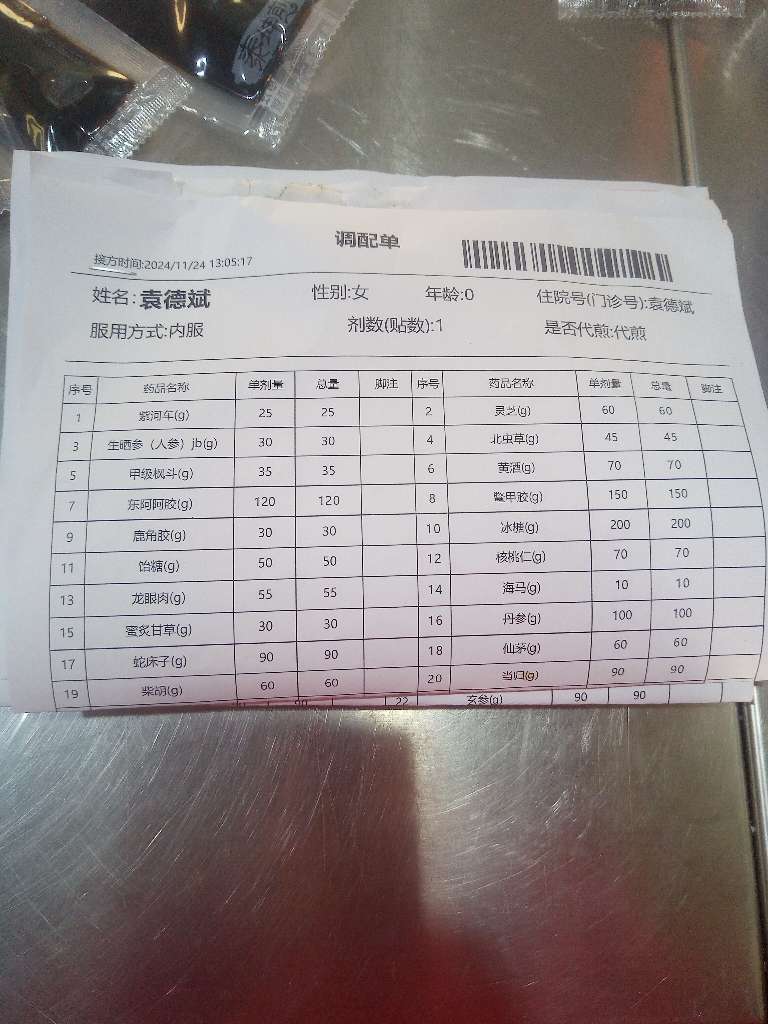 调配单
接方时间:2024/11/24 13:05:17
姓名:袁德斌 性别:女 年龄:0 住院号(门诊号):袁德斌
服用方式:内服 剂数(贴数):1 是否代煎:代煎
序号 药品名称 单剂量 总量 脚注 序号 药品名称 单剂量 总量 脚注
1 紫河车(g) 25 25 2 灵芝(g) 60 60
3 生晒参（人参）jb(g) 30 30 4 北虫草(g) 45 45
5 甲级枫斗(g) 35 35 6 黄酒(g) 70 70
7 东阿阿胶(g) 120 120 8 鳖甲胶(g) 150 150
9 鹿角胶(g) 30 30 10 冰糖(g) 200 200
11 饴糖(g) 50 50 12 核桃仁(g) 70 70
13 龙眼肉(g) 55 55 14 海马(g) 10 10
15 蜜炙甘草(g) 30 30 16 丹参(g) 100 100
17 蛇床子(g) 90 90 18 仙茅(g) 60 60
19 柴胡(g) 60 60 20 当归(g) 90 90
22 玄参(g) 90 90